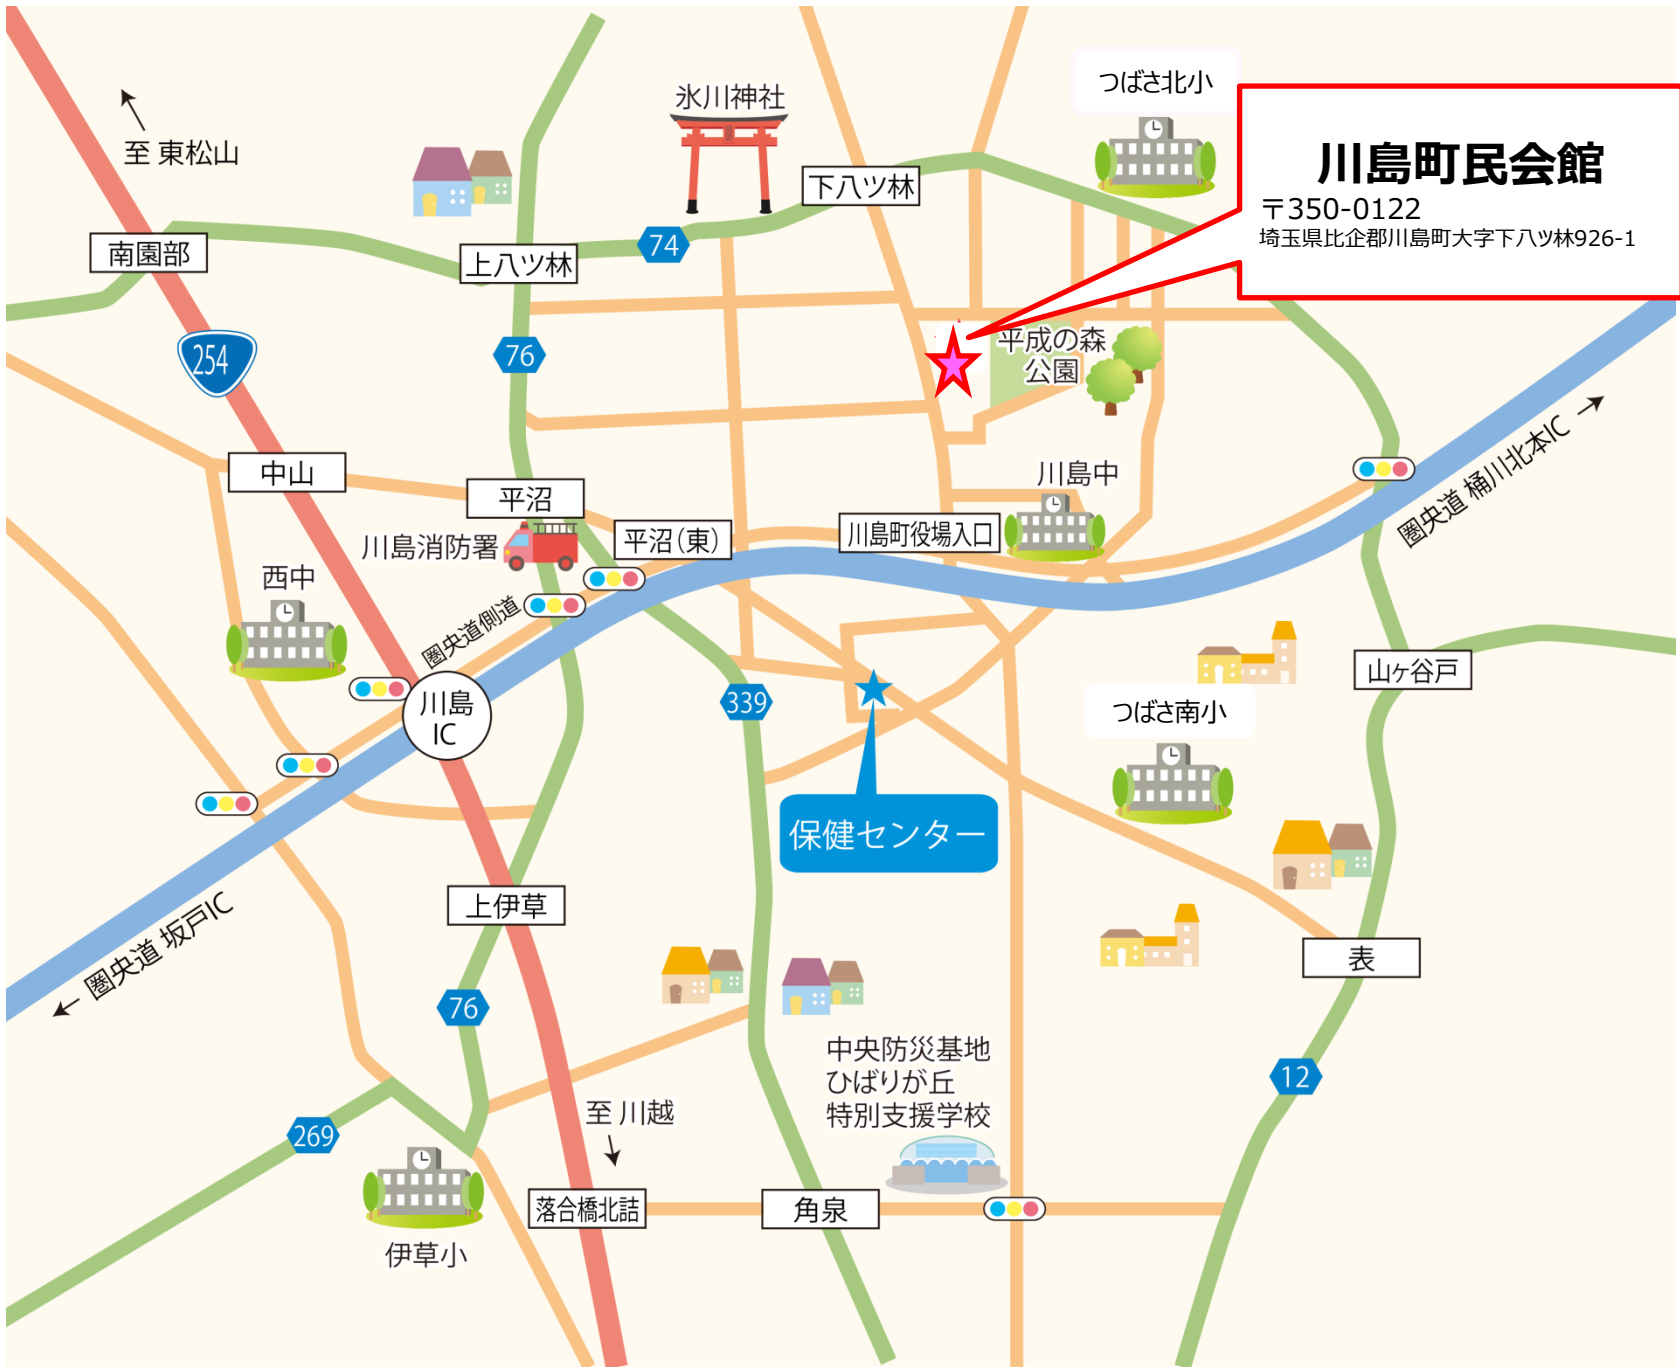 つばさ北小
氷川神社
川島町民会館
〒350-0122
埼玉県比企郡川島町大字下八ツ林926-1
至 東松山
下八ツ林
南園部
上八ツ林
74
254
76
平成の森
公園
中山
平沼
川島中
圏央道 桶川北本IC
川島消防署
平沼（東）
川島町役場入口
西中
圏央道側道
川島
IC
339
山ヶ谷戸
つばさ南小
保健センター
上伊草
圏央道 坂戸IC
表
76
中央防災基地
ひばりが丘
特別支援学校
12
至 川越
269
落合橋北詰
角泉
伊草小